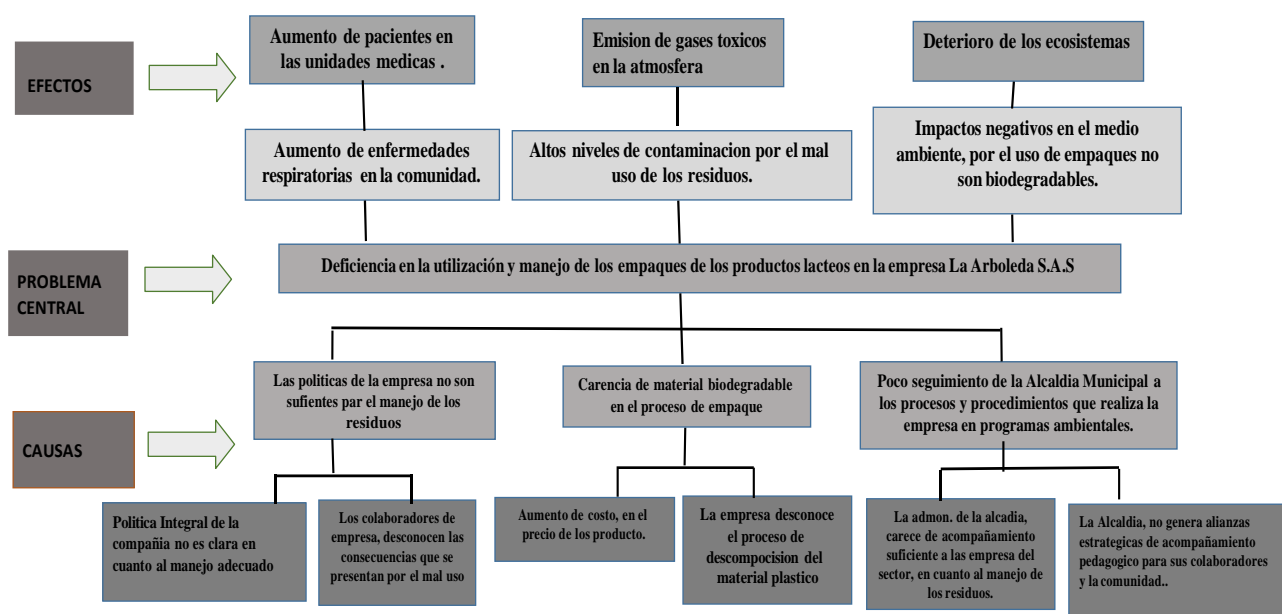 EFECTOS
Aumento de pacientes en
las unidades medicas .
Emision de gases toxicos
en la atmosfera
Deterioro de los ecosistemas
Aumento de enfermedades
respiratorias en la comunidad.
Altos niveles de contaminacion por el mal
uso de los residuos.
Impactos negativos en el medio
ambiente, por el uso de empaques no
son biodegradables.
PROBLEMA
CENTRAL
Deficiencia en la utilización y manejo de los empaques de los productos lacteos en la empresa La Arboleda S.A.S
CAUSAS
Las politicas de la empresa no son
sufientes par el manejo de los
residuos
Carencia de material biodegradable
en el proceso de empaque
Poco seguimiento de la Alcaldia Municipal a
los procesos y procedimientos que realiza la
empresa en programas ambientales.
Politica Integral de la
compañia no es clara en
cuanto al manejo adecuado
Los colaboradores de
empresa, desconocen las
consecuencias que se
presentan por el mal uso
Aumento de costo, en el
precio de los producto.
La empresa desconoce
el proceso de
descompocision del
material plastico
La admon. de la alcadia,
carece de acompañamiento
suficiente a las empresa del
sector, en cuanto al manejo de
los residuos.
La Alcaldia, no genera alianzas
estrategicas de acompañamiento
pedagogico para sus colaboradores
y la comunidad..